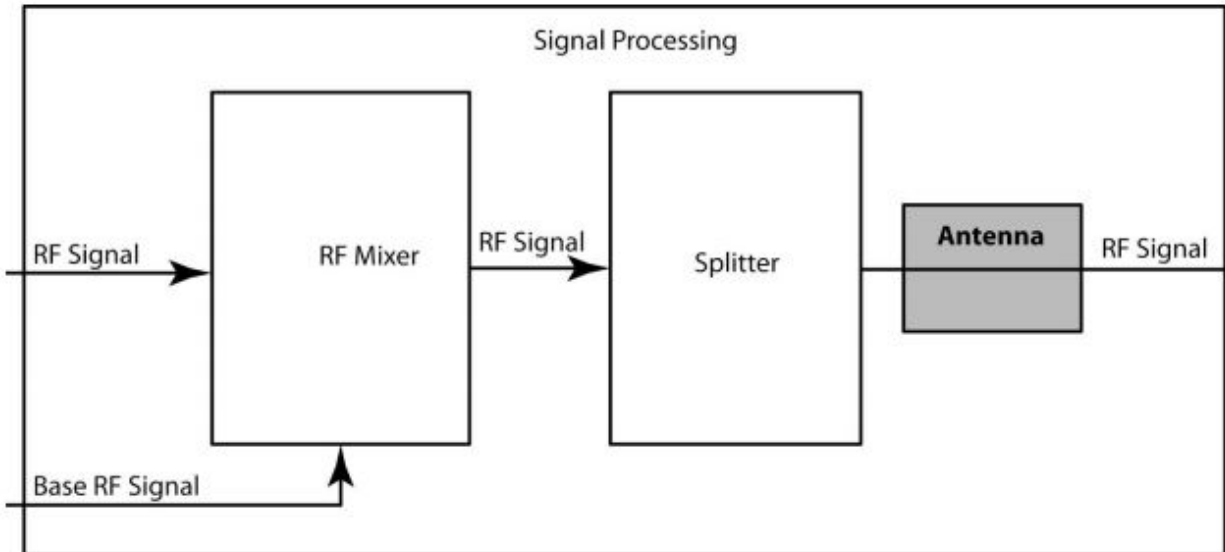 Signal Processing
RF Signal
RF Mixer
RF Signal
Splitter
Antenna
RF Signal
Base RF Signal